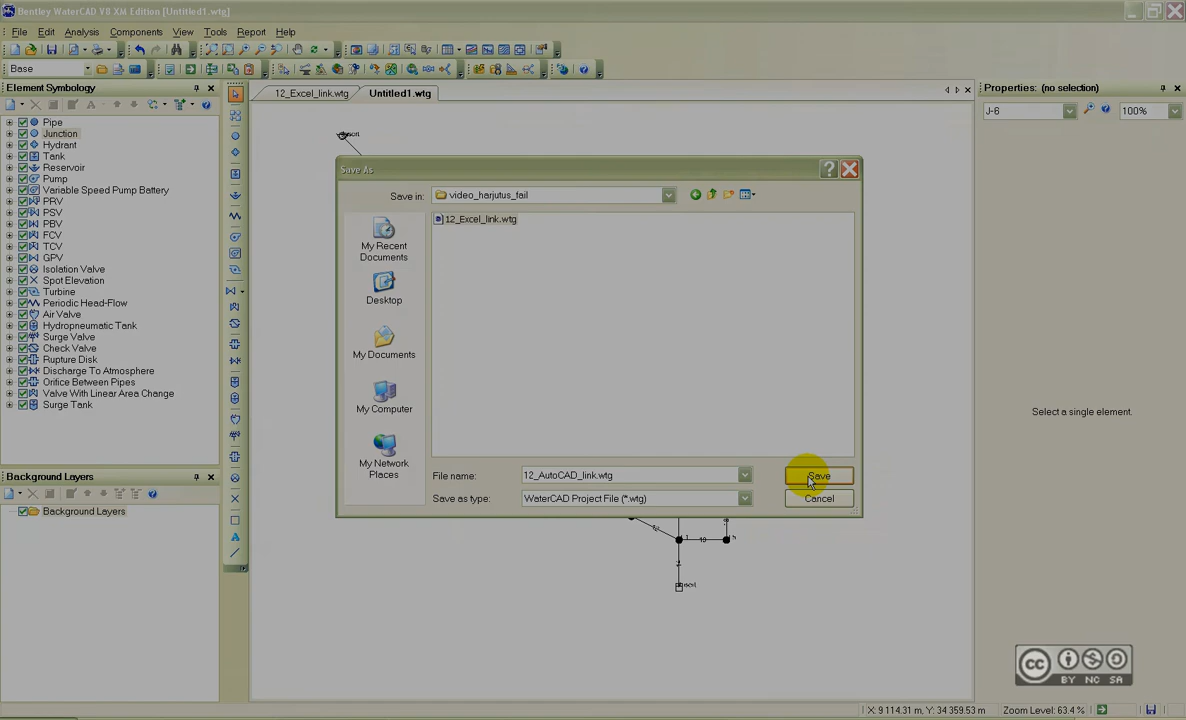 Bentley WaterCAD V8 XM Edition [Untitled1.wtg]
File Edit Analysis Components View Tools Report Help
Base
Element Symbology
12_Excel_link.wtg Untitled1.wtg
Properties: (no selection)
J-6
100%
Pipe
Junction
Hydrant
Tank
Reservoir
Pump
Variable Speed Pump Battery
PRV
PSV
PBV
FCV
TCV
GPV
Isolation Valve
Spot Elevation
Turbine
Periodic Head-Flow
Air Valve
Hydropneumatic Tank
Surge Valve
Check Valve
Rupture Disk
Discharge To Atmosphere
Orifice Between Pipes
Valve With Linear Area Change
Surge Tank
Background Layers
Background Layers
Save As
Save in:
video_harjutus_fail
12_Excel_link.wtg
My Recent
Documents
Desktop
My Documents
My Computer
My Network
Places
File name:
12_AutoCAD_link.wtg
Save
Save as type:
WaterCAD Project File (*.wtg)
Cancel
Select a single element.
cc
BY NC SA
X: 9 114.31 m, Y: 34 359.53 m
Zoom Level: 63.4 %